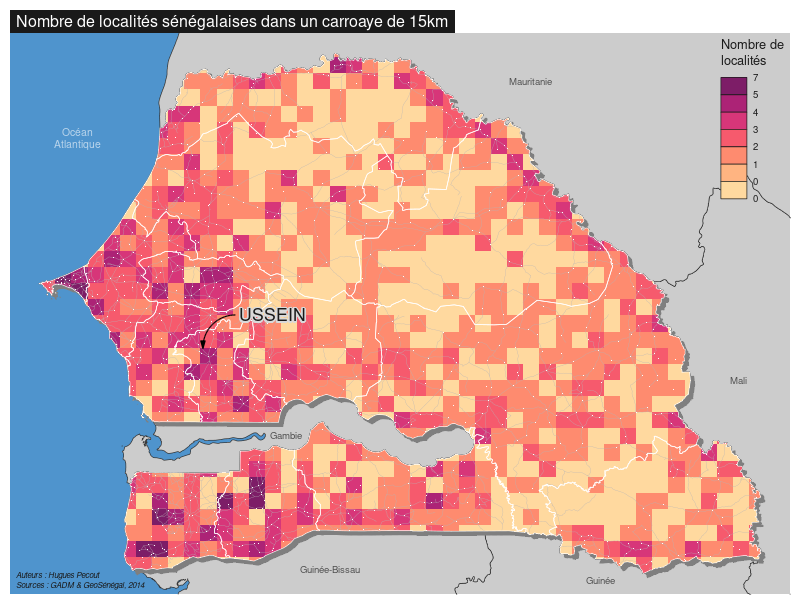 Nombre de localités sénégalaises dans un carroaye de 15km
Nombre de
localités
7
5
4
3
2
1
0
0
Mauritanie
Océan
Atlantique
USSEIN
Mali
Gambie
Guinée-Bissau
Guinée
Auteurs : Hugues Pecout
Sources : GADM & GeoSénégal, 2014